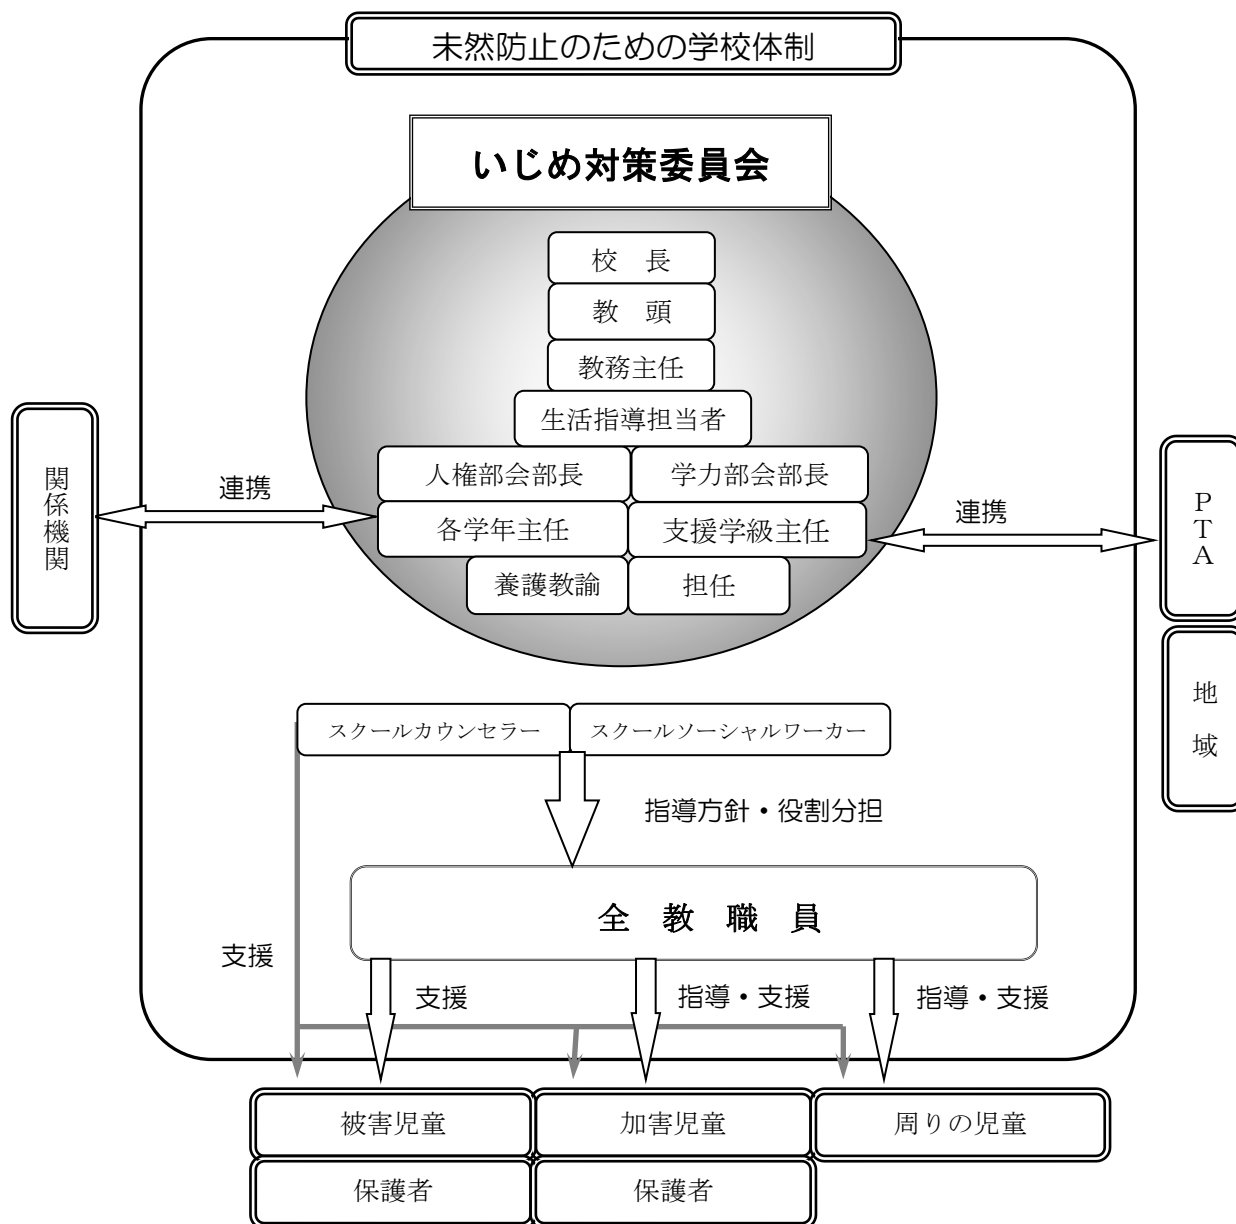 未然防止のための学校体制
いじめ対策委員会
校　長
教　頭
教務主任
生活指導担当者
人権部会部長
学力部会部長
各学年主任
支援学級主任
養護教諭
担任
関係機関
連携
連携
PTA
地域
スクールカウンセラー
スクールソーシャルワーカー
指導方針・役割分担
全　教　職　員
支援
支援
指導・支援
指導・支援
被害児童
加害児童
周りの児童
保護者
保護者